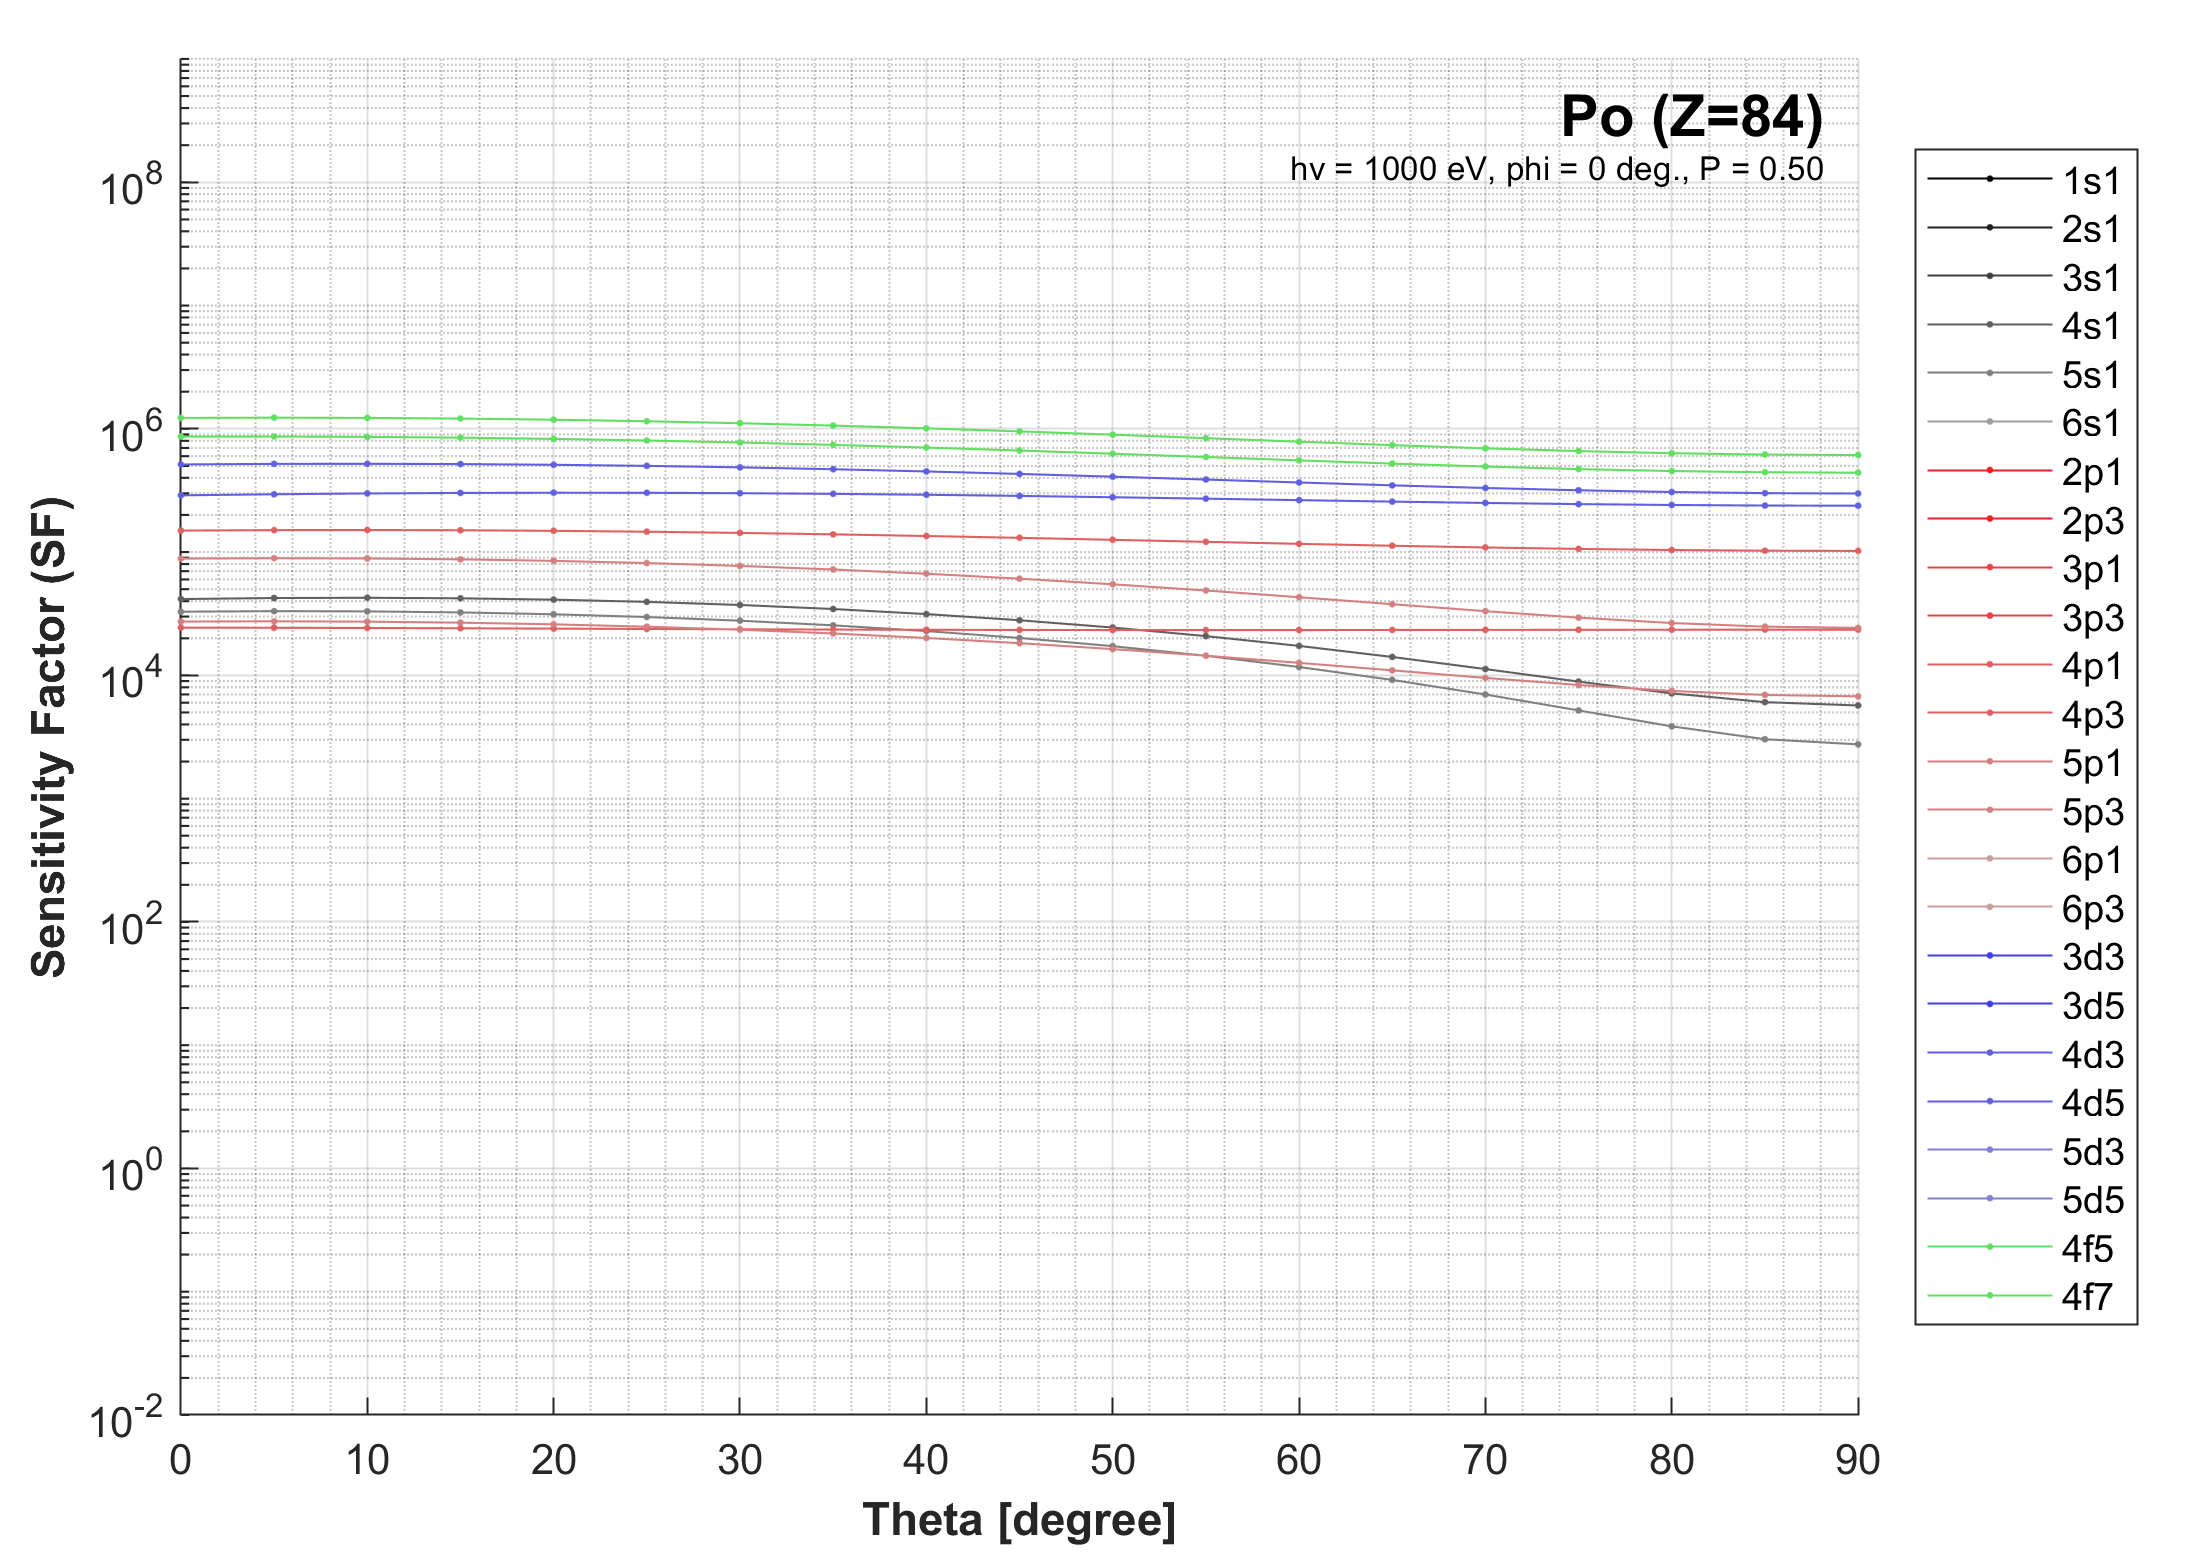 Po (Z=84)
hv = 1000 eV, phi = 0 deg., P = 0.50
Sensitivity Factor (SF)
10^8
10^6
10^4
10^2
10^0
10^-2
0 10 20 30 40 50 60 70 80 90
Theta [degree]
1s1
2s1
3s1
4s1
5s1
6s1
2p1
2p3
3p1
3p3
4p1
4p3
5p1
5p3
6p1
6p3
3d3
3d5
4d3
4d5
5d3
5d5
4f5
4f7